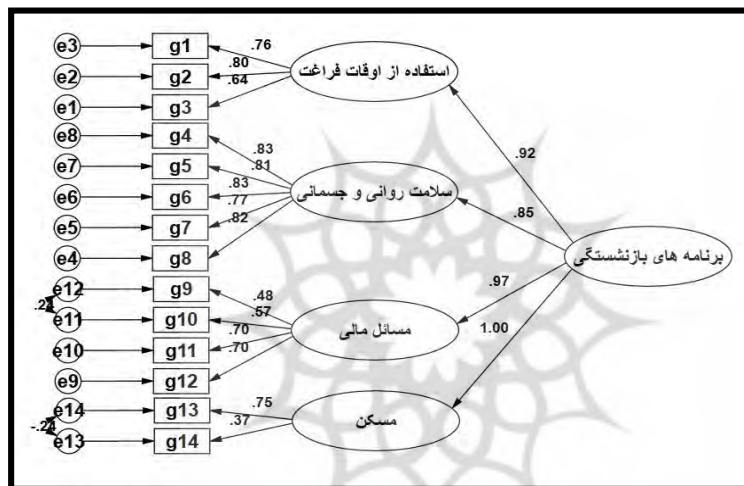 e3 g1 .76
e2 g2 .80 استفاده از اوقات فراغت
e1 g3 .64
e8 g4 .83 .92
e7 g5 .81
e6 g6 .83 سلامت روانی و جسمانی
e5 g7 .77 .85
e4 g8 .82
برنامه های بازنشستگی
e12 g9 .48 .97
.24
e11 g10 .57
e10 g11 .70 مسائل مالی 1.00
e9 g12 .70
e14 g13 .75
-.24 مسکن
e13 g14 .37